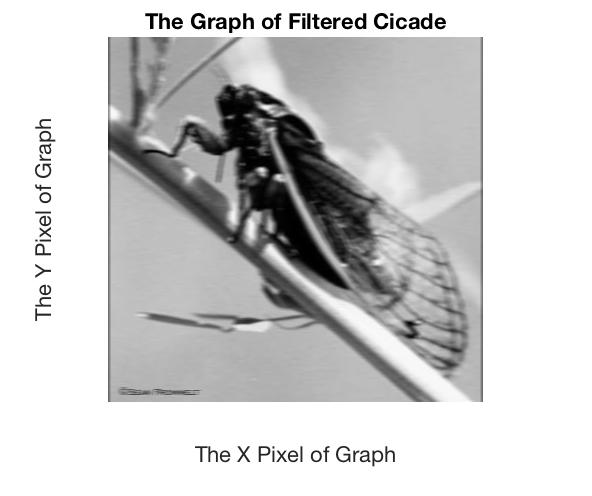 The Graph of Filtered Cicade
The Y Pixel of Graph
The X Pixel of Graph